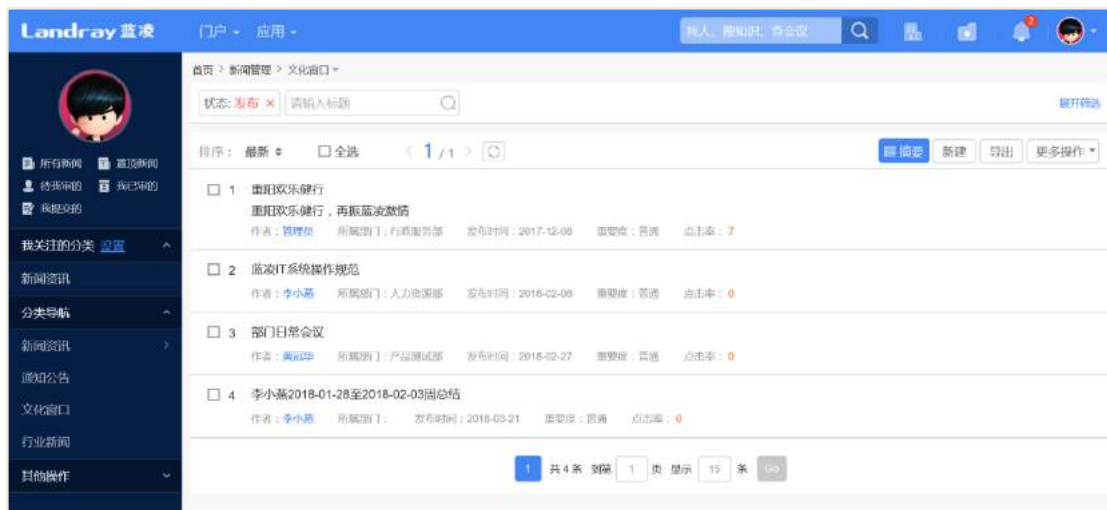 Landray 蓝凌
门户 应用
找人、搜知识、查会议
2
首页 > 新闻管理 > 文化窗口
状态: 发布 × 请输入标题
展开筛选
所有新闻 置顶新闻
待我审的 我已审的
我提交的
我关注的分类 设置
新闻资讯
分类导航
新闻资讯
通知公告
文化窗口
行业新闻
其他操作
排序: 最新 全选 < 1 / 1 >
摘要 新建 导出 更多操作
1 重阳欢乐健行
重阳欢乐健行,再振蓝凌激情
作者:管理员 所属部门:行政服务部 发布时间:2017-12-08 重要度:普通 点击率:7
2 蓝凌IT系统操作规范
作者:李小燕 所属部门:人力资源部 发布时间:2018-02-08 重要度:普通 点击率:0
3 部门日常会议
作者:黄冠华 所属部门:产品测试部 发布时间:2018-02-27 重要度:普通 点击率:0
4 李小燕2018-01-28至2018-02-03周总结
作者:李小燕 所属部门: 发布时间:2018-03-21 重要度:普通 点击率:0
1 共 4 条 到第 1 页 显示 15 条 Go